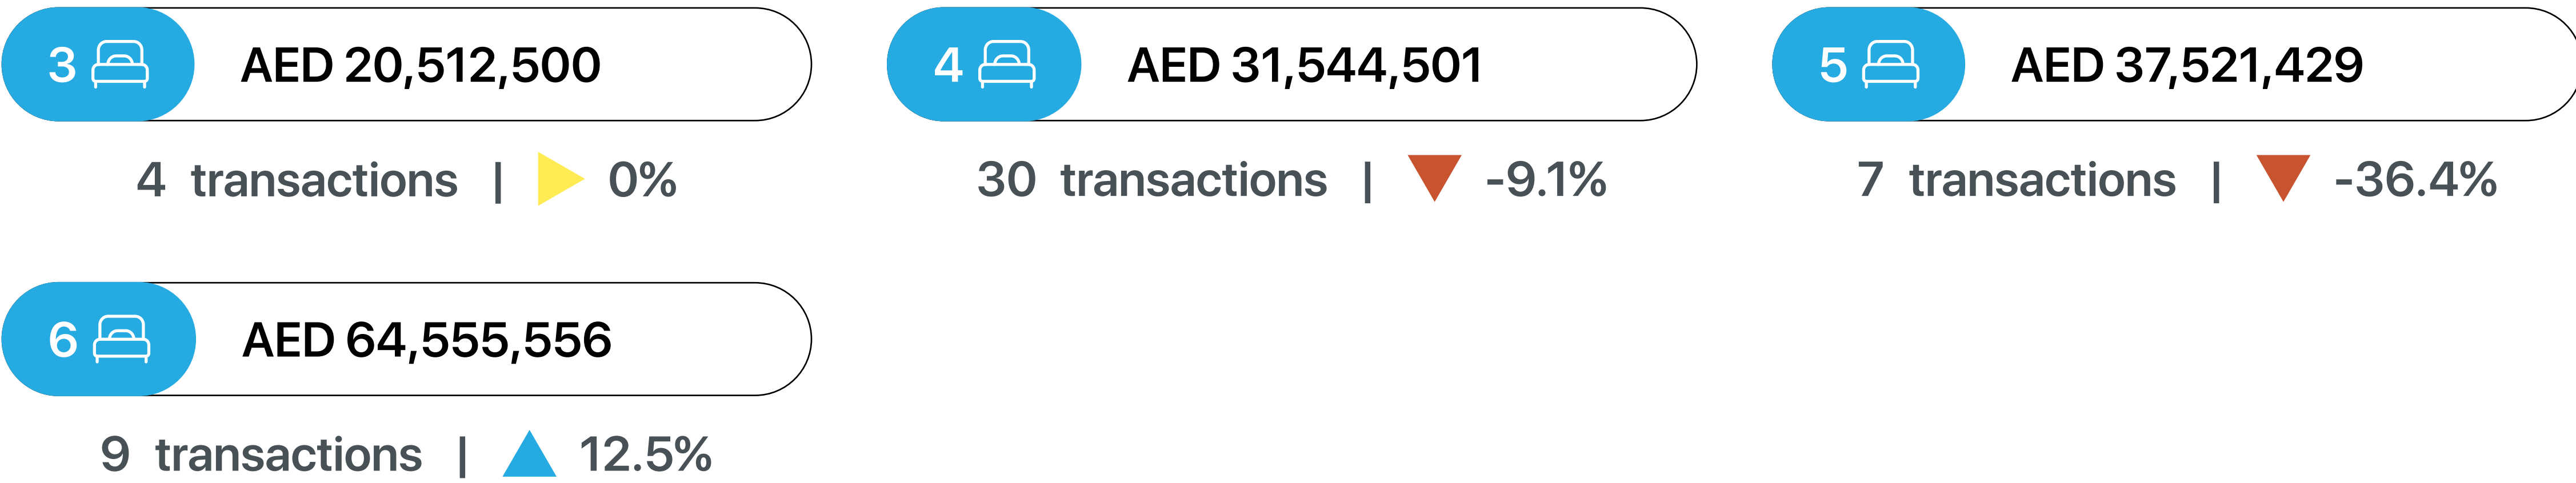 3 AED 20,512,500
4 transactions | 0%
4 AED 31,544,501
30 transactions | -9.1%
5 AED 37,521,429
7 transactions | -36.4%
6 AED 64,555,556
9 transactions | 12.5%